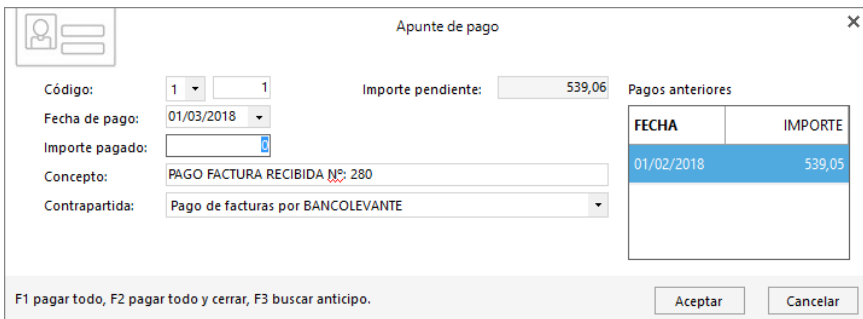 Apunte de pago
Código: 1 1 Importe pendiente: 539,06 Pagos anteriores
Fecha de pago: 01/03/2018 FECHA IMPORTE
Importe pagado: 0
Concepto: PAGO FACTURA RECIBIDA Nº: 280 01/02/2018 539,05
Contrapartida: Pago de facturas por BANCOLEVANTE
F1 pagar todo, F2 pagar todo y cerrar, F3 buscar anticipo. Aceptar Cancelar